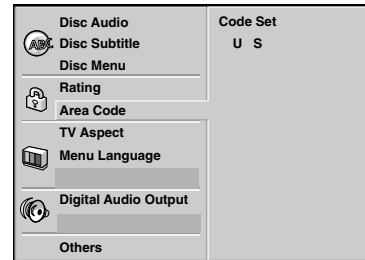 Disc Audio
ABC Disc Subtitle
Disc Menu
Rating
Area Code
TV Aspect
Menu Language
Digital Audio Output
Others
Code Set
U S